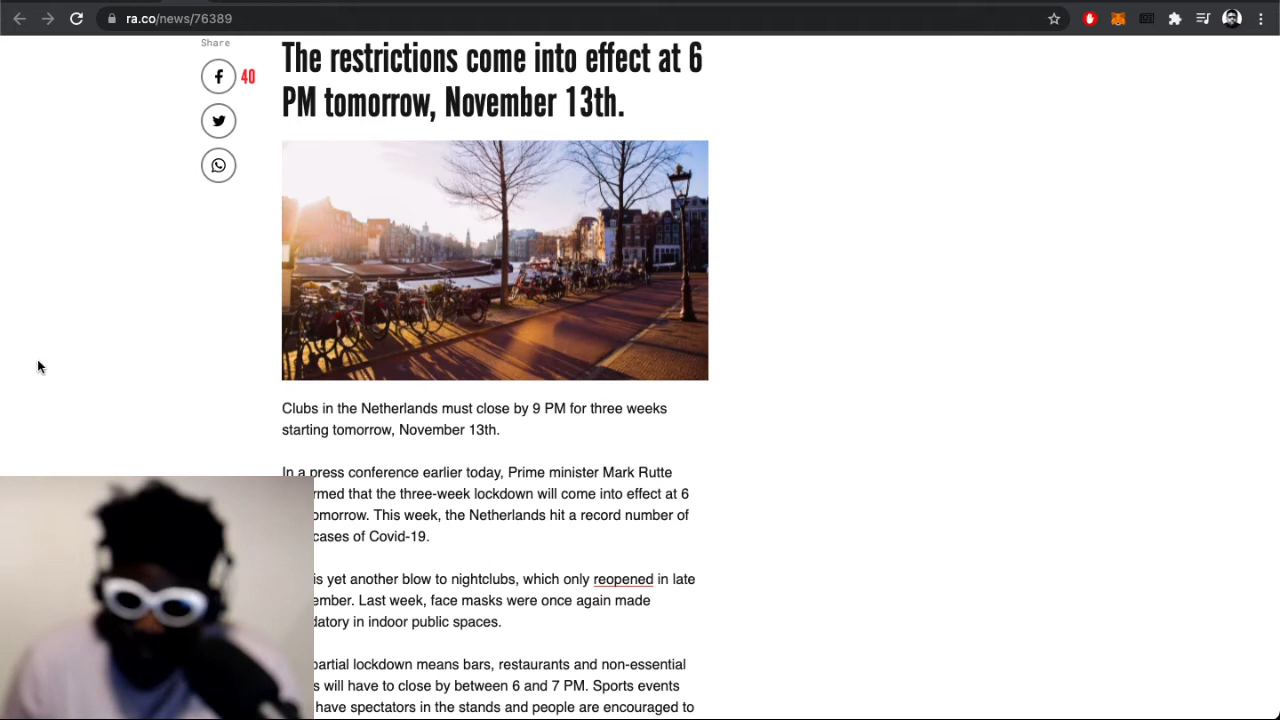 ra.co/news/76389
Share
40
The restrictions come into effect at 6
PM tomorrow, November 13th.
Clubs in the Netherlands must close by 9 PM for three weeks
starting tomorrow, November 13th.
In a press conference earlier today, Prime minister Mark Rutte
rmed that the three-week lockdown will come into effect at 6
omorrow. This week, the Netherlands hit a record number of
cases of Covid-19.
is yet another blow to nightclubs, which only reopened in late
ember. Last week, face masks were once again made
datory in indoor public spaces.
partial lockdown means bars, restaurants and non-essential
s will have to close by between 6 and 7 PM. Sports events
have spectators in the stands and people are encouraged to